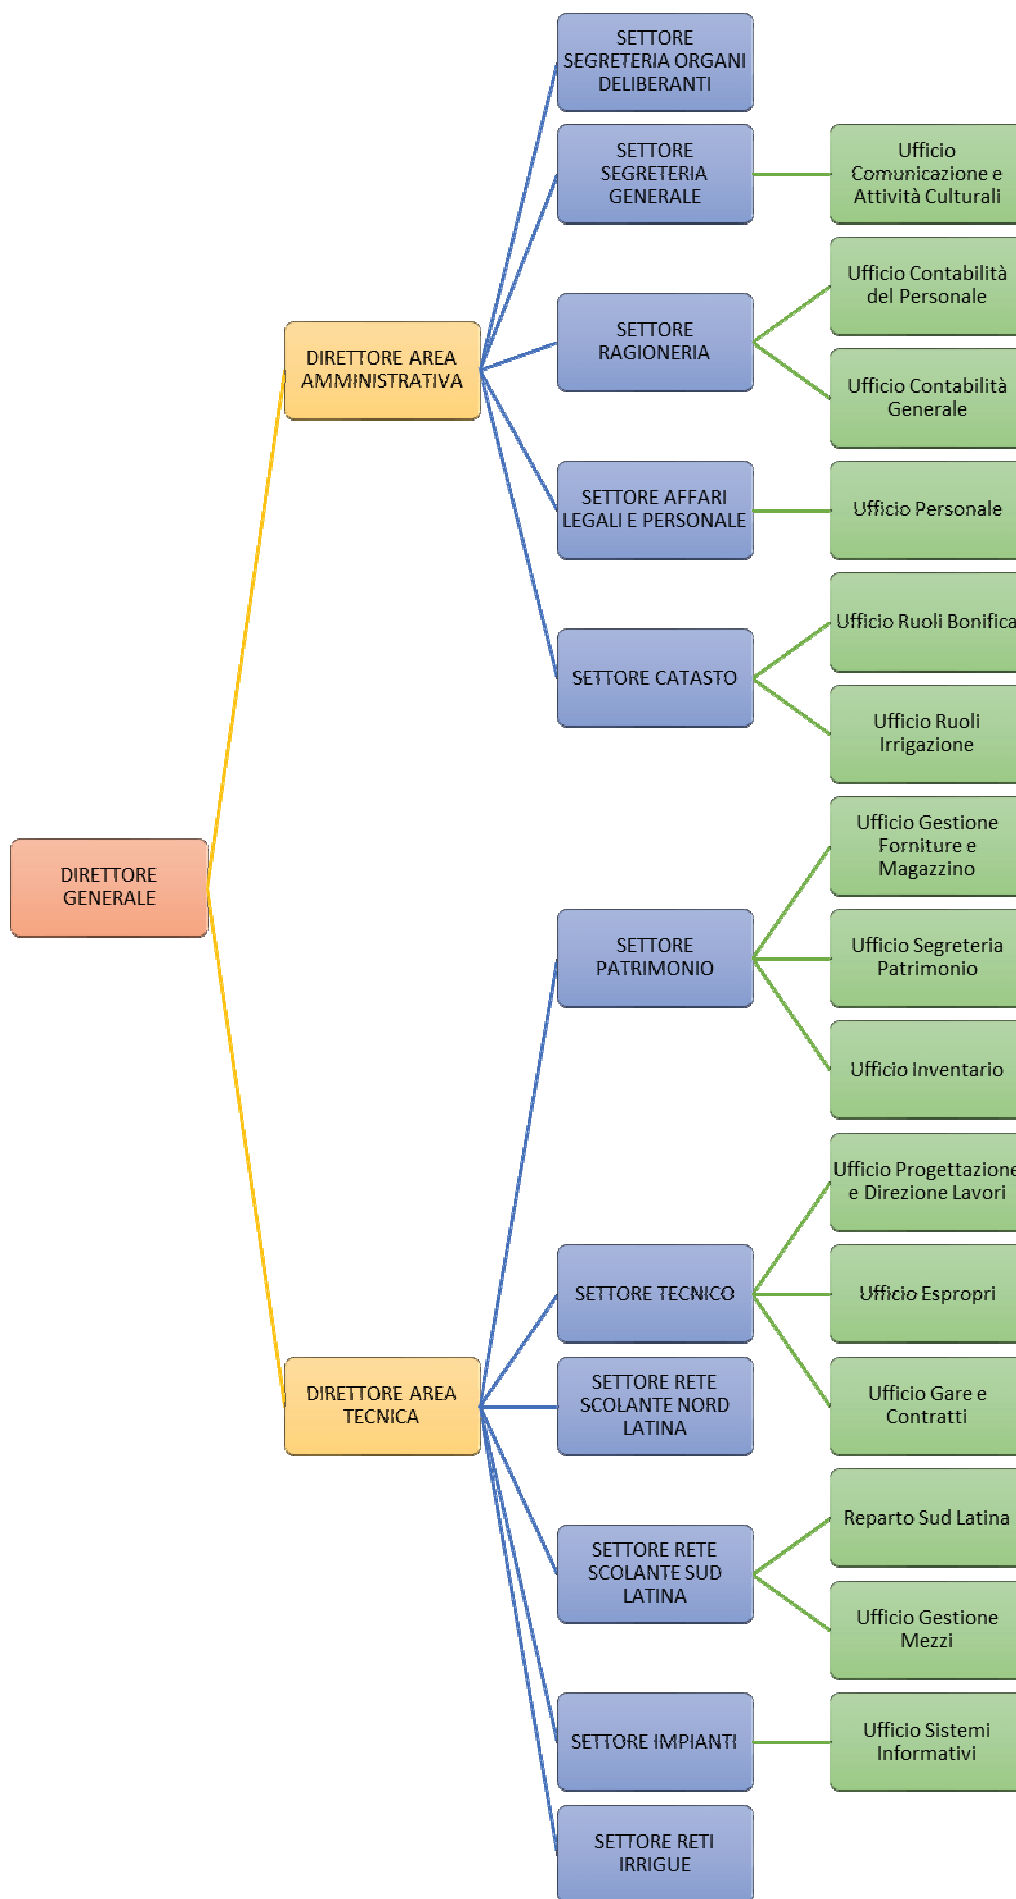 DIRETTORE
GENERALE
DIRETTORE AREA
AMMINISTRATIVA
SETTORE
SEGRETERIA ORGANI
DELIBERANTI
SETTORE
SEGRETERIA
GENERALE
Ufficio
Comunicazione e
Attività Culturali
SETTORE
RAGIONERIA
Ufficio Contabilità
del Personale
Ufficio Contabilità
Generale
SETTORE AFFARI
LEGALI E PERSONALE
Ufficio Personale
SETTORE CATASTO
Ufficio Ruoli Bonifica
Ufficio Ruoli
Irrigazione
DIRETTORE AREA
TECNICA
SETTORE
PATRIMONIO
Ufficio Gestione
Forniture e
Magazzino
Ufficio Segreteria
Patrimonio
Ufficio Inventario
SETTORE TECNICO
Ufficio Progettazione
e Direzione Lavori
Ufficio Espropri
Ufficio Gare e
Contratti
SETTORE RETE
SCOLANTE NORD
LATINA
SETTORE RETE
SCOLANTE SUD
LATINA
Reparto Sud Latina
Ufficio Gestione
Mezzi
SETTORE IMPIANTI
Ufficio Sistemi
Informativi
SETTORE RETI
IRRIGUE